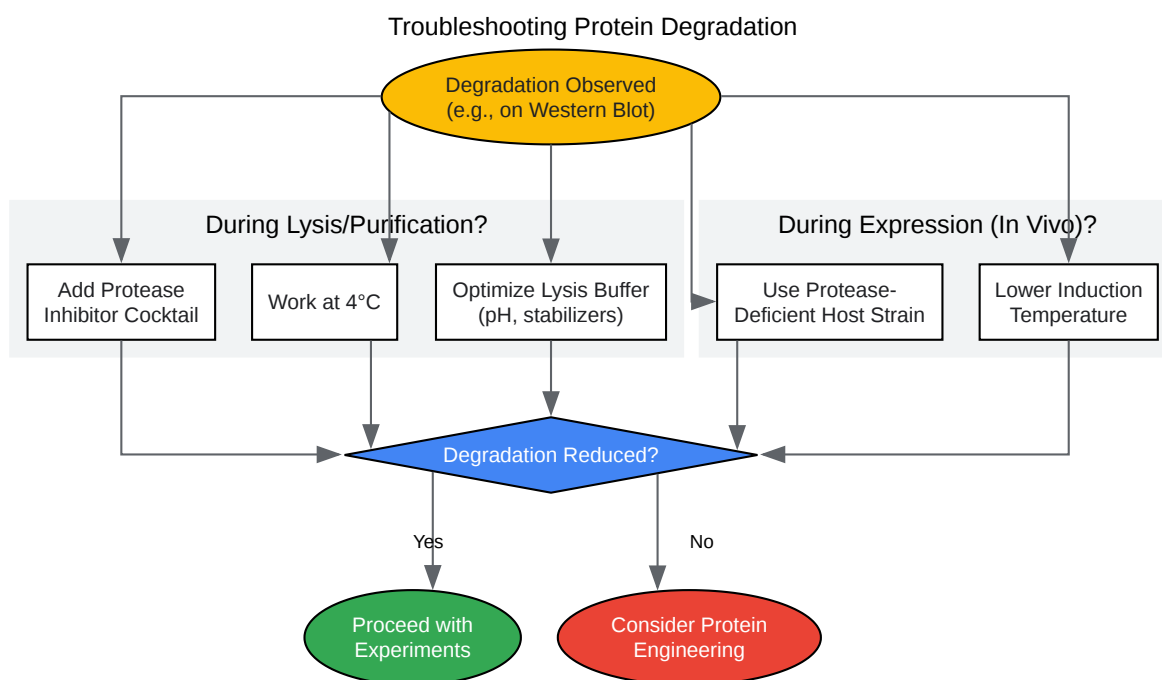 Troubleshooting Protein Degradation
Degradation Observed
(e.g., on Western Blot)
During Lysis/Purification?
During Expression (In Vivo)?
Add Protease
Inhibitor Cocktail
Work at 4°C
Optimize Lysis Buffer
(pH, stabilizers)
Use Protease-
Deficient Host Strain
Lower Induction
Temperature
Degradation Reduced?
Yes
No
Proceed with
Experiments
Consider Protein
Engineering